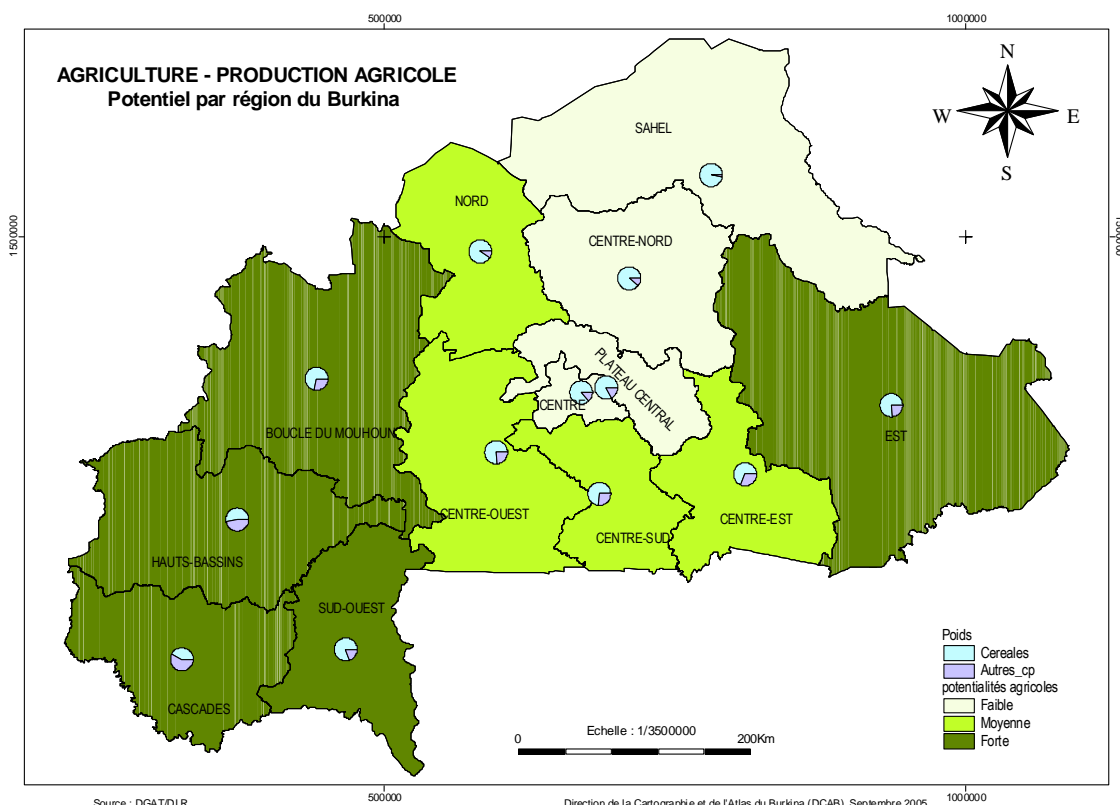 500000
1000000
AGRICULTURE - PRODUCTION AGRICOLE
Potentiel par région du Burkina
N
W
E
S
SAHEL
NORD
1500000
CENTRE-NORD
1500000
PLATEAU CENTRAL
CENTRE
BOUCLE DU MOUHOUN
EST
CENTRE-OUEST
CENTRE-EST
CENTRE-SUD
HAUTS-BASSINS
SUD-OUEST
CASCADES
Poids
Cereales
Autres_cp
potentialités agricoles
Faible
Moyenne
Forte
Echelle : 1/3500000
0
200Km
500000
1000000
Source : DGAT/DLR
Direction de la Cartographie et de l'Atlas du Burkina (DCAB), Septembre 2005